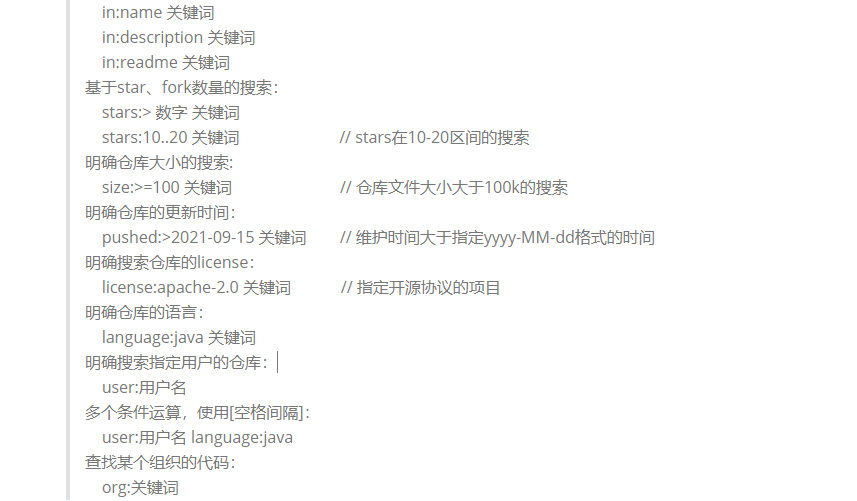 in:name 关键词
in:description 关键词
in:readme 关键词
基于star、fork数量的搜索：
stars:> 数字 关键词
stars:10..20 关键词 // stars在10-20区间的搜索
明确仓库大小的搜索:
size:>=100 关键词 // 仓库文件大小大于100k的搜索
明确仓库的更新时间：
pushed:>2021-09-15 关键词 // 维护时间大于指定yyyy-MM-dd格式的时间
明确搜索仓库的license：
license:apache-2.0 关键词 // 指定开源协议的项目
明确仓库的语言：
language:java 关键词
明确搜索指定用户的仓库：
user:用户名
多个条件运算，使用[空格间隔]：
user:用户名 language:java
查找某个组织的代码：
org:关键词